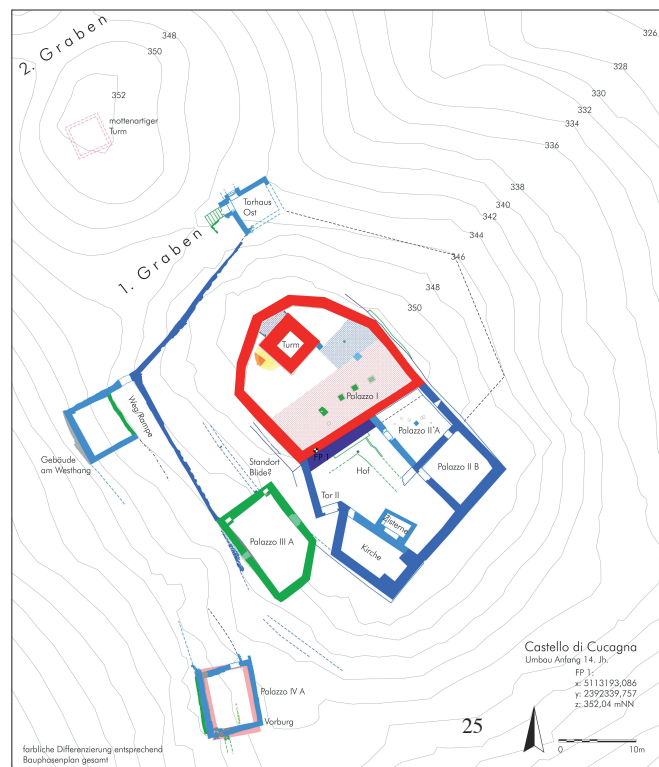 2. Graben
348
350
352
mottenartiger
Turm
326
328
330
332
334
336
338
340
342
344
346
348
350
Torhaus
Ost
1. Graben
Turm
Palazzo I
Weg/Rampe
Gebäude
am Westhang
FP 1
Palazzo II A
Palazzo II B
Standort
Blide?
Hof
Tor II
Zisterne
Kirche
Palazzo III A
Palazzo IV A
Vorburg
Castello di Cucagna
Umbau Anfang 14. Jh.
FP 1:
x: 5113193,086
y: 2392339,757
z: 352,04 mNN
25
0
10m
farbliche Differenzierung entsprechend
Bauphasenplan gesamt